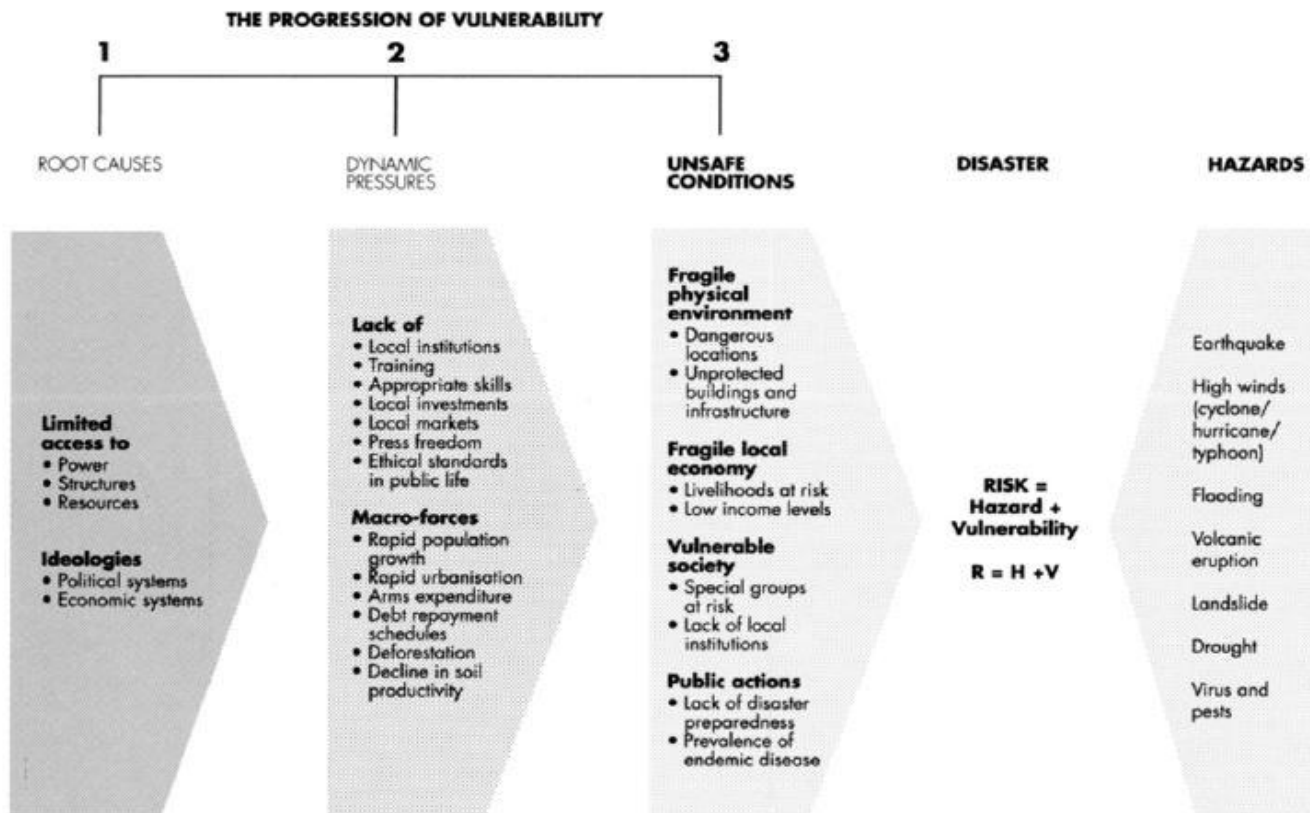 THE PROGRESSION OF VULNERABILITY
1
2
3
ROOT CAUSES
DYNAMIC
PRESSURES
UNSAFE
CONDITIONS
DISASTER
HAZARDS
Limited
access to
• Power
• Structures
• Resources
Ideologies
• Political systems
• Economic systems
Lack of
• Local institutions
• Training
• Appropriate skills
• Local investments
• Local markets
• Press freedom
• Ethical standards
in public life
Macro-forces
• Rapid population
growth
• Rapid urbanisation
• Arms expenditure
• Debt repayment
schedules
• Deforestation
• Decline in soil
productivity
Fragile
physical
environment
• Dangerous
locations
• Unprotected
buildings and
infrastructure
Fragile local
economy
• Livelihoods at risk
• Low income levels
Vulnerable
society
• Special groups
at risk
• Lack of local
institutions
Public actions
• Lack of disaster
preparedness
• Prevalence of
endemic disease
RISK =
Hazard +
Vulnerability
R = H +V
Earthquake
High winds
(cyclone/
hurricane/
typhoon)
Flooding
Volcanic
eruption
Landslide
Drought
Virus and
pests